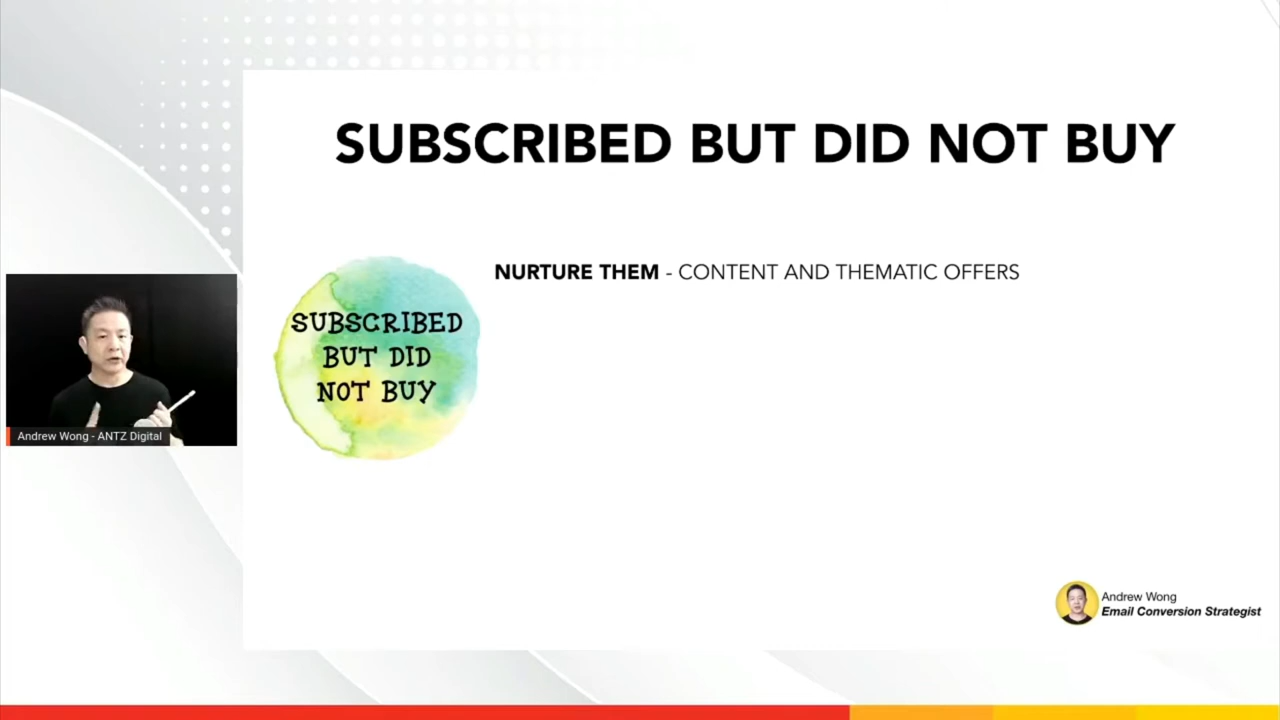 SUBSCRIBED BUT DID NOT BUY
NURTURE THEM - CONTENT AND THEMATIC OFFERS
SUBSCRIBED
BUT DID
NOT BUY
Andrew Wong - ANTZ Digital
Andrew Wong
Email Conversion Strategist